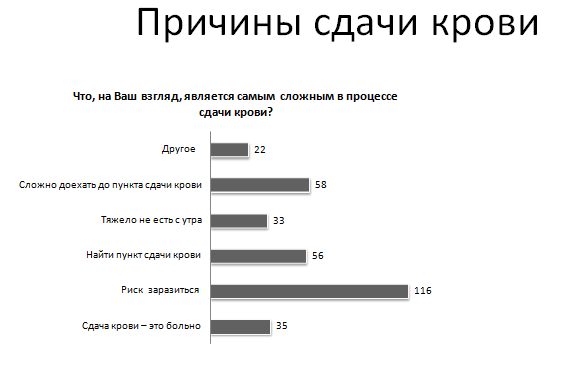 Причины сдачи крови
Что, на Ваш взгляд, является самым сложным в процессе
сдачи крови?
Другое 22
Сложно доехать до пункта сдачи крови 58
Тяжело не есть с утра 33
Найти пункт сдачи крови 56
Риск заразиться 116
Сдача крови – это больно 35